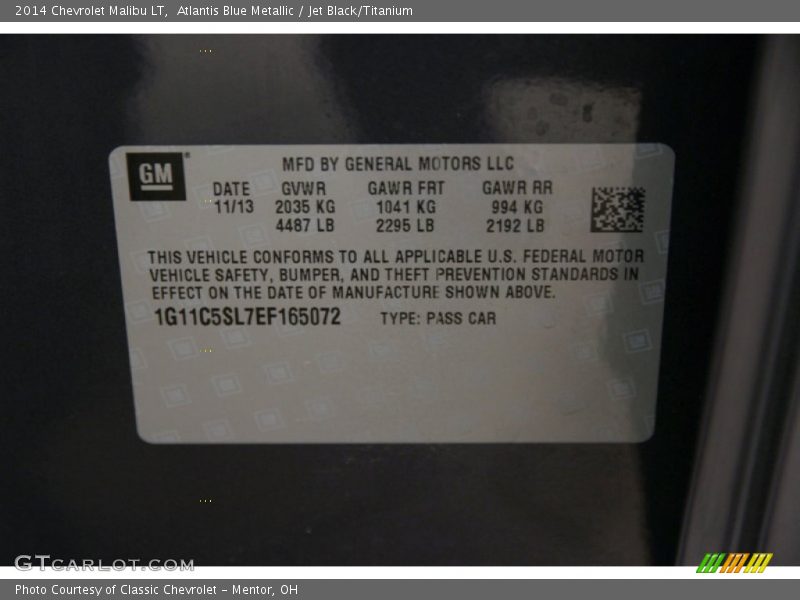 2014 Chevrolet Malibu LT, Atlantis Blue Metallic / Jet Black/Titanium
GM
MFD BY GENERAL MOTORS LLC
DATE GVWR GAWR FRT GAWR RR
11/13 2035 KG 1041 KG 994 KG
4487 LB 2295 LB 2192 LB
THIS VEHICLE CONFORMS TO ALL APPLICABLE U.S. FEDERAL MOTOR
VEHICLE SAFETY, BUMPER, AND THEFT PREVENTION STANDARDS IN
EFFECT ON THE DATE OF MANUFACTURE SHOWN ABOVE.
1G11C5SL7EF165072 TYPE: PASS CAR
GTCARLOT.COM
Photo Courtesy of Classic Chevrolet - Mentor, OH